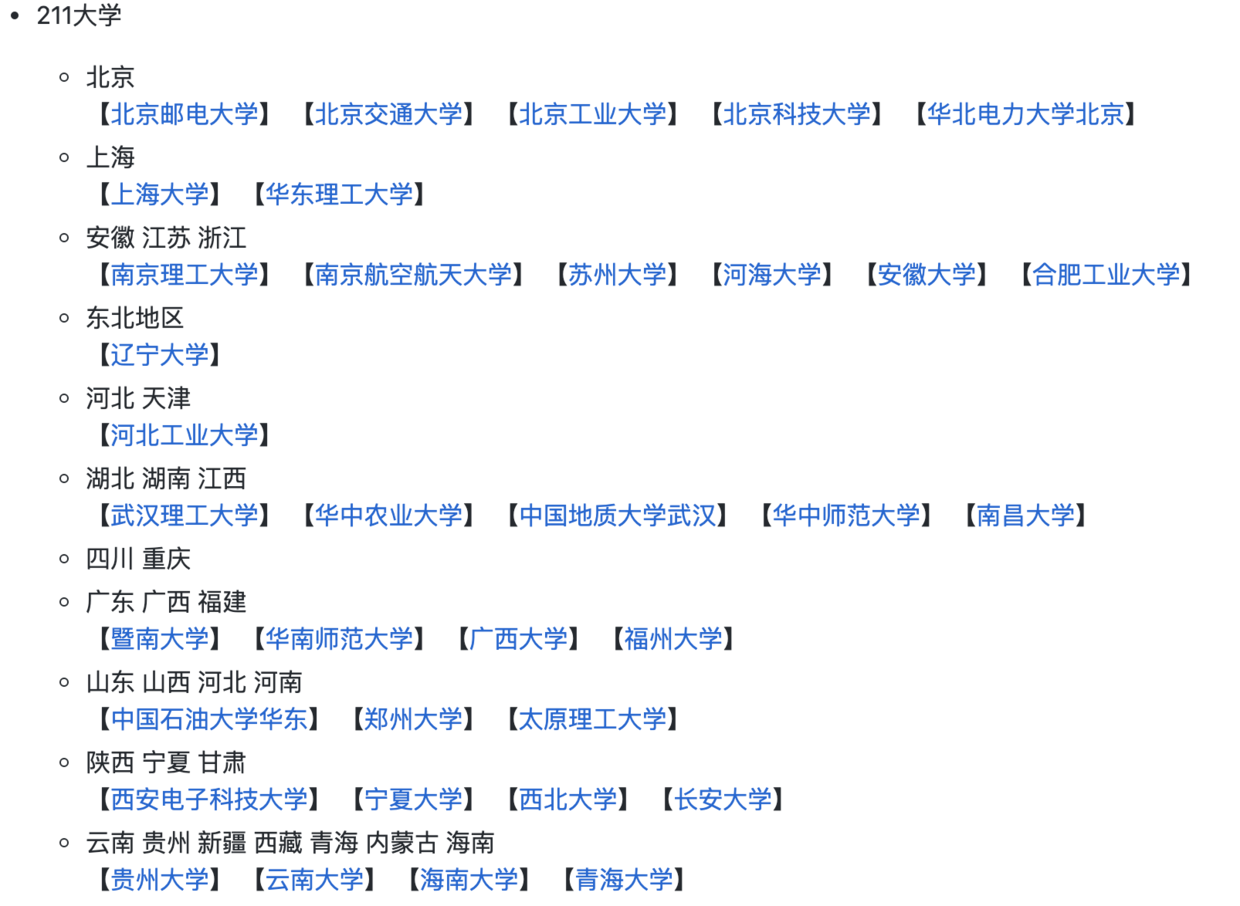 211大学
北京
【北京邮电大学】 【北京交通大学】 【北京工业大学】 【北京科技大学】 【华北电力大学北京】
上海
【上海大学】 【华东理工大学】
安徽 江苏 浙江
【南京理工大学】 【南京航空航天大学】 【苏州大学】 【河海大学】 【安徽大学】 【合肥工业大学】
东北地区
【辽宁大学】
河北 天津
【河北工业大学】
湖北 湖南 江西
【武汉理工大学】 【华中农业大学】 【中国地质大学武汉】 【华中师范大学】 【南昌大学】
四川 重庆
广东 广西 福建
【暨南大学】 【华南师范大学】 【广西大学】 【福州大学】
山东 山西 河北 河南
【中国石油大学华东】 【郑州大学】 【太原理工大学】
陕西 宁夏 甘肃
【西安电子科技大学】 【宁夏大学】 【西北大学】 【长安大学】
云南 贵州 新疆 西藏 青海 内蒙古 海南
【贵州大学】 【云南大学】 【海南大学】 【青海大学】